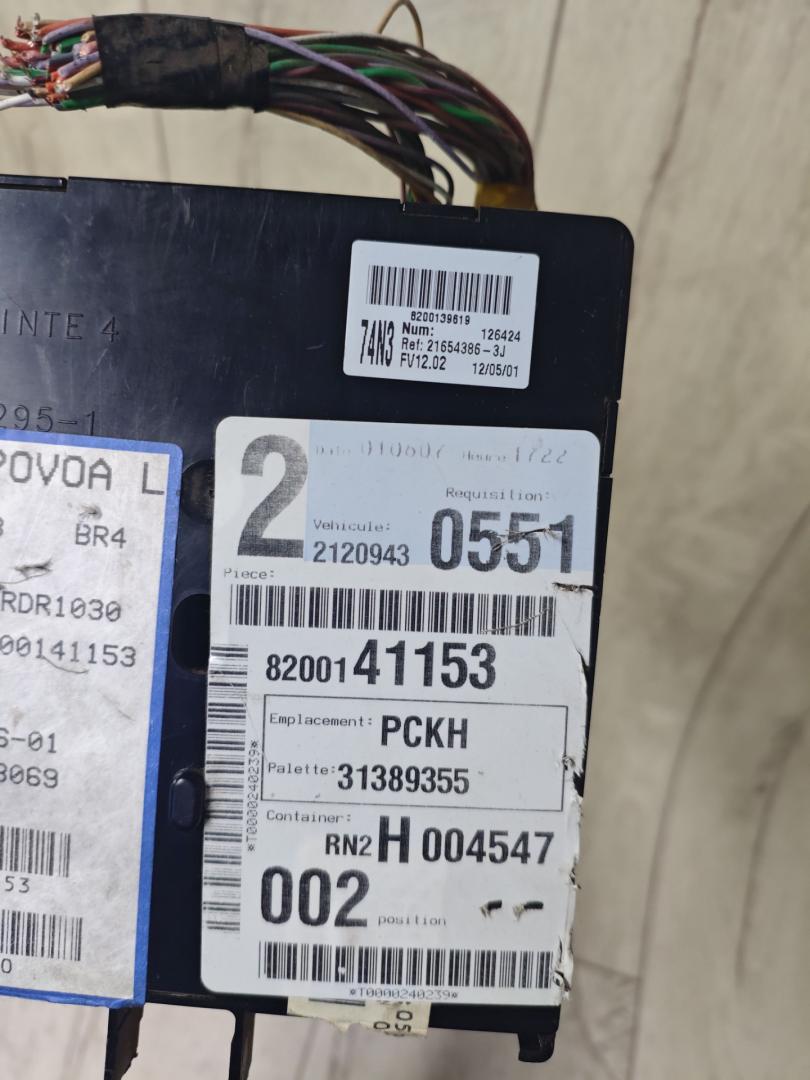 INTE 4
295-1
8200139619
74N3
Num: 126424
Ref: 21654386-3J
FV12.02 12/05/01
POVOA L
BR4
RDR1030
00141153
6-01
3069
53
0
2
Date 010607 Heure 1722
Requisition:
Vehicule:
2120943 0551
Piece:
8200141153
Emplacement: PCKH
Palette: 31389355
Container:
RN2 H 004547
002 position
*T0000240239*
*T0000240239*